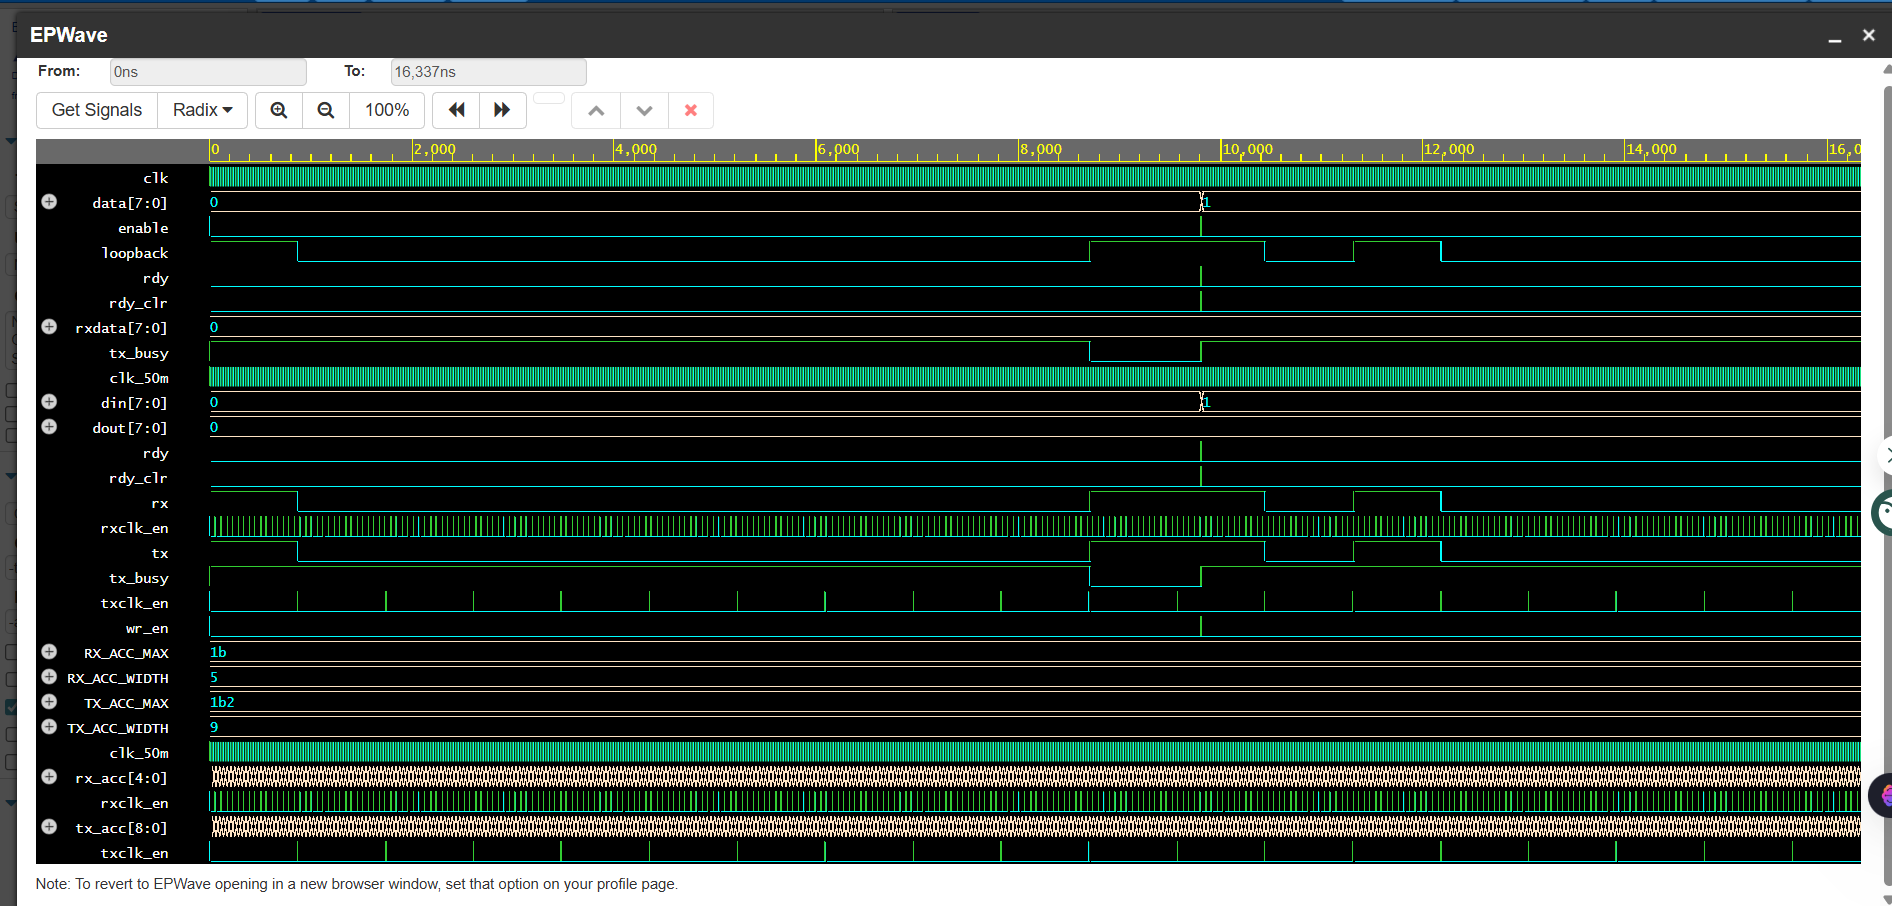 EPWave
From: 0ns To: 16,337ns
Get Signals Radix 100%
0 2,000 4,000 6,000 8,000 10,000 12,000 14,000 16,0
clk
data[7:0] 0 1
enable
loopback
rdy
rdy_clr
rxdata[7:0] 0
tx_busy
clk_50m
din[7:0] 0 1
dout[7:0] 0
rdy
rdy_clr
rx
rxclk_en
tx
tx_busy
txclk_en
wr_en
RX_ACC_MAX 1b
RX_ACC_WIDTH 5
TX_ACC_MAX 1b2
TX_ACC_WIDTH 9
clk_50m
rx_acc[4:0]
rxclk_en
tx_acc[8:0]
txclk_en
Note: To revert to EPWave opening in a new browser window, set that option on your profile page.